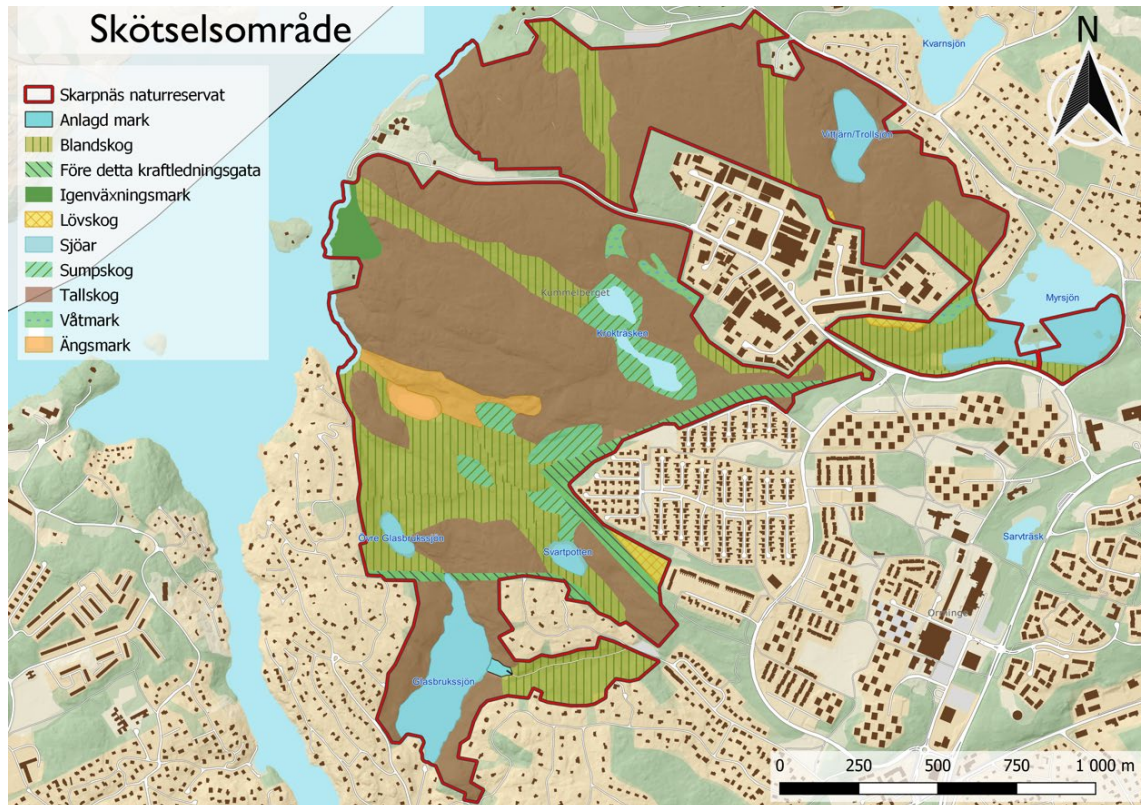 Skötselsområde
Skarpnäs naturreservat
Anlagd mark
Blandskog
Före detta kraftledningsgata
Igenväxningsmark
Lövskog
Sjöar
Sumpskog
Tallskog
Våtmark
Ängsmark
N
Kvarnsjön
Vittjärn/Trollsjön
Myrsjön
Kummelberget
Krokträsken
Övre Glasbrukssjön
Svartpotten
Sarvträsk
Orminge
Glasbrukssjön
0 250 500 750 1 000 m